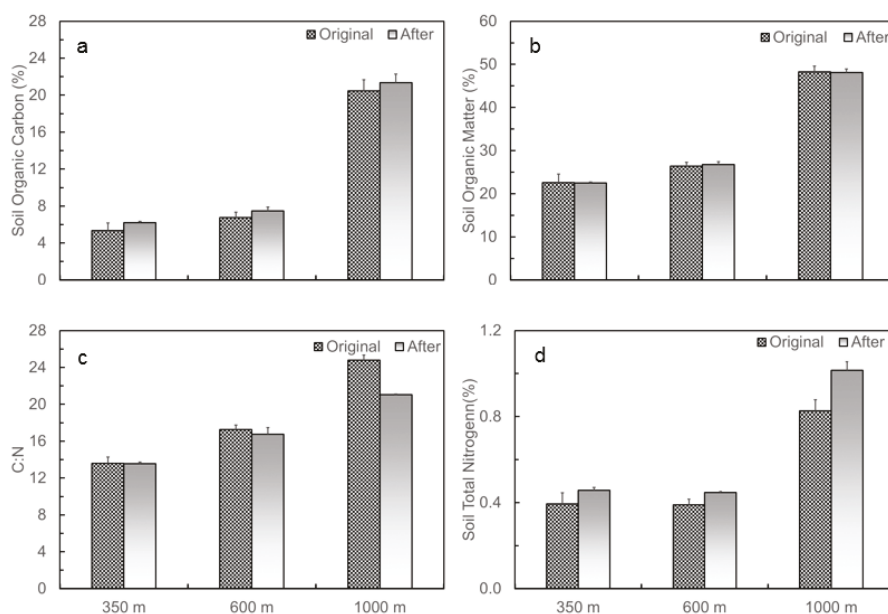 a
Original After
Soil Organic Carbon (%)
28
24
20
16
12
8
4
0
b
Original After
Soil Organic Matter (%)
60
50
40
30
20
10
0
c
Original After
C:N
28
24
20
16
12
8
4
0
350 m 600 m 1000 m
d
Original After
Soil Total Nitrogenn(%)
1.2
0.8
0.4
0.0
350 m 600 m 1000 m